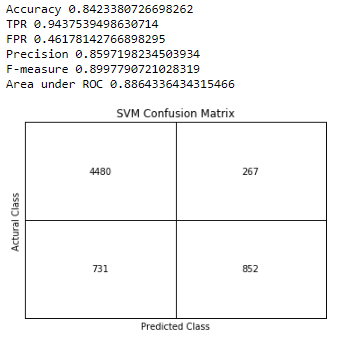 Accuracy 0.8423380726698262
TPR 0.9437539498630714
FPR 0.46178142766898295
Precision 0.8597198234503934
F-measure 0.8997790721028319
Area under ROC 0.8864336434315466
SVM Confusion Matrix
4480 267
Actural Class
731 852
Predicted Class